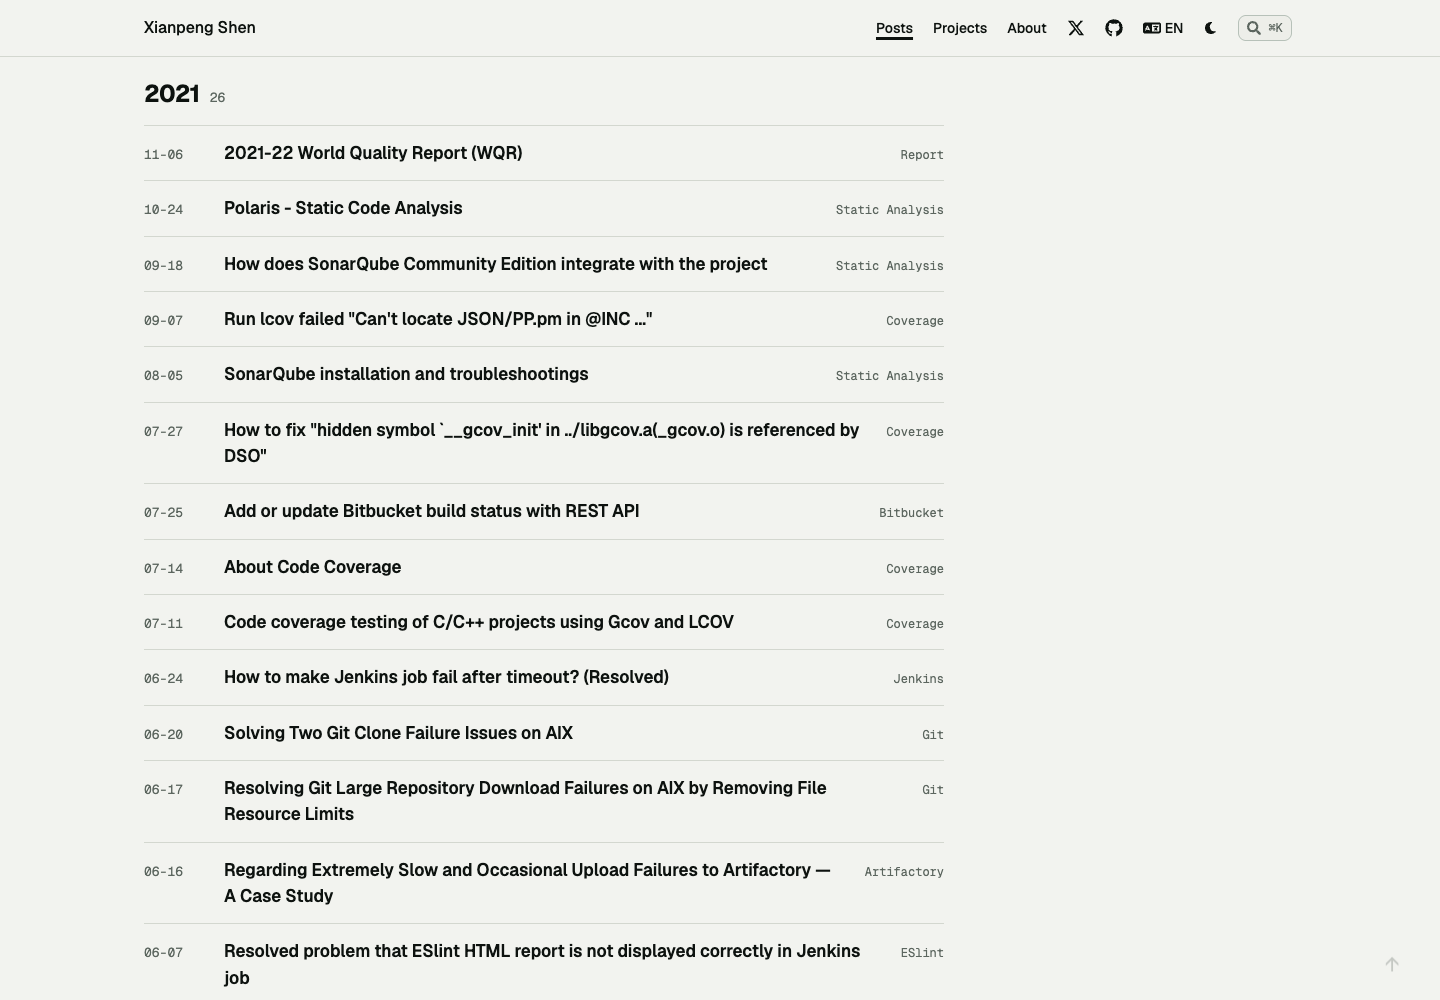 Xianpeng Shen
Posts Projects About EN ⌘K
2021 26
11-06 2021-22 World Quality Report (WQR) Report
10-24 Polaris - Static Code Analysis Static Analysis
09-18 How does SonarQube Community Edition integrate with the project Static Analysis
09-07 Run lcov failed "Can't locate JSON/PP.pm in @INC ..." Coverage
08-05 SonarQube installation and troubleshootings Static Analysis
07-27 How to fix "hidden symbol `__gcov_init' in ../libgcov.a(_gcov.o) is referenced by Coverage
DSO"
07-25 Add or update Bitbucket build status with REST API Bitbucket
07-14 About Code Coverage Coverage
07-11 Code coverage testing of C/C++ projects using Gcov and LCOV Coverage
06-24 How to make Jenkins job fail after timeout? (Resolved) Jenkins
06-20 Solving Two Git Clone Failure Issues on AIX Git
06-17 Resolving Git Large Repository Download Failures on AIX by Removing File Git
Resource Limits
06-16 Regarding Extremely Slow and Occasional Upload Failures to Artifactory — Artifactory
A Case Study
06-07 Resolved problem that ESlint HTML report is not displayed correctly in Jenkins ESlint
job